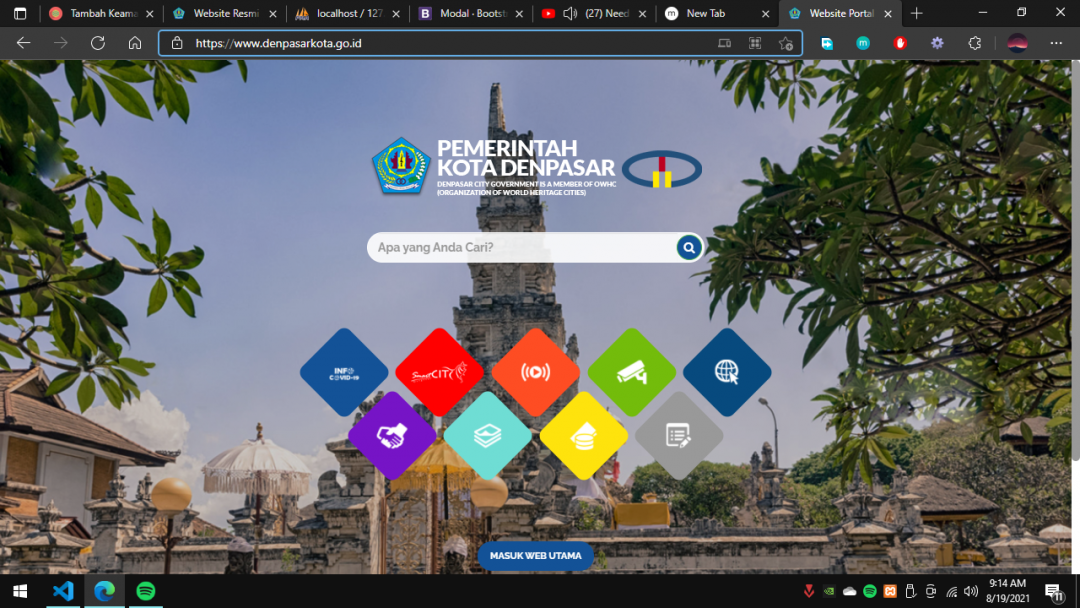 Tambah Keama
Website Resmi
localhost / 127
Modal · Bootst
(27) Need
New Tab
Website Portal
https://www.denpasarkota.go.id
PEMERINTAH
KOTA DENPASAR
DENPASAR CITY GOVERNMENT IS A MEMBER OF OWHC
(ORGANIZATION OF WORLD HERITAGE CITIES)
Apa yang Anda Cari?
INFO
COVID-19
SmartCITY
MASUK WEB UTAMA
9:14 AM
8/19/2021
11